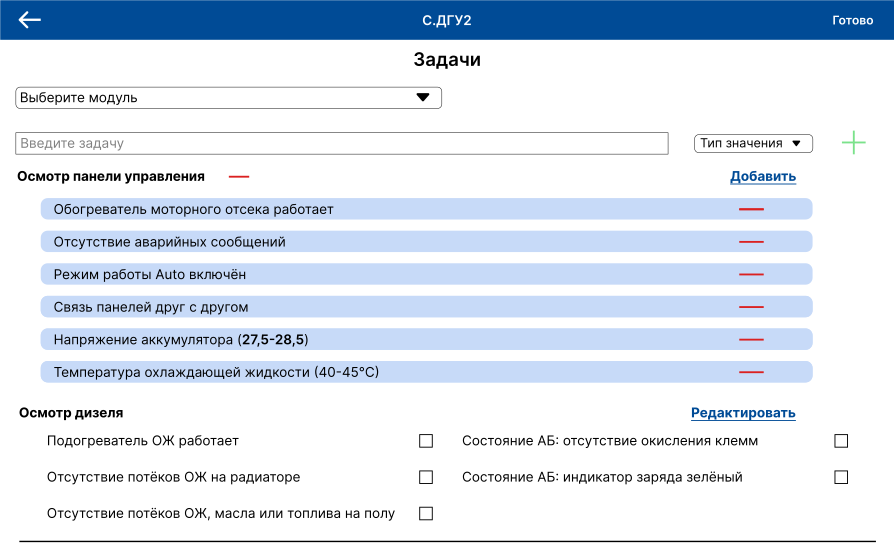 С.ДГУ2
Готово
Задачи
Выберите модуль
Введите задачу
Тип значения
Осмотр панели управления
Добавить
Обогреватель моторного отсека работает
Отсутствие аварийных сообщений
Режим работы Auto включён
Связь панелей друг с другом
Напряжение аккумулятора (27,5-28,5)
Температура охлаждающей жидкости (40-45°С)
Осмотр дизеля
Редактировать
Подогреватель ОЖ работает
Состояние АБ: отсутствие окисления клемм
Отсутствие потёков ОЖ на радиаторе
Состояние АБ: индикатор заряда зелёный
Отсутствие потёков ОЖ, масла или топлива на полу